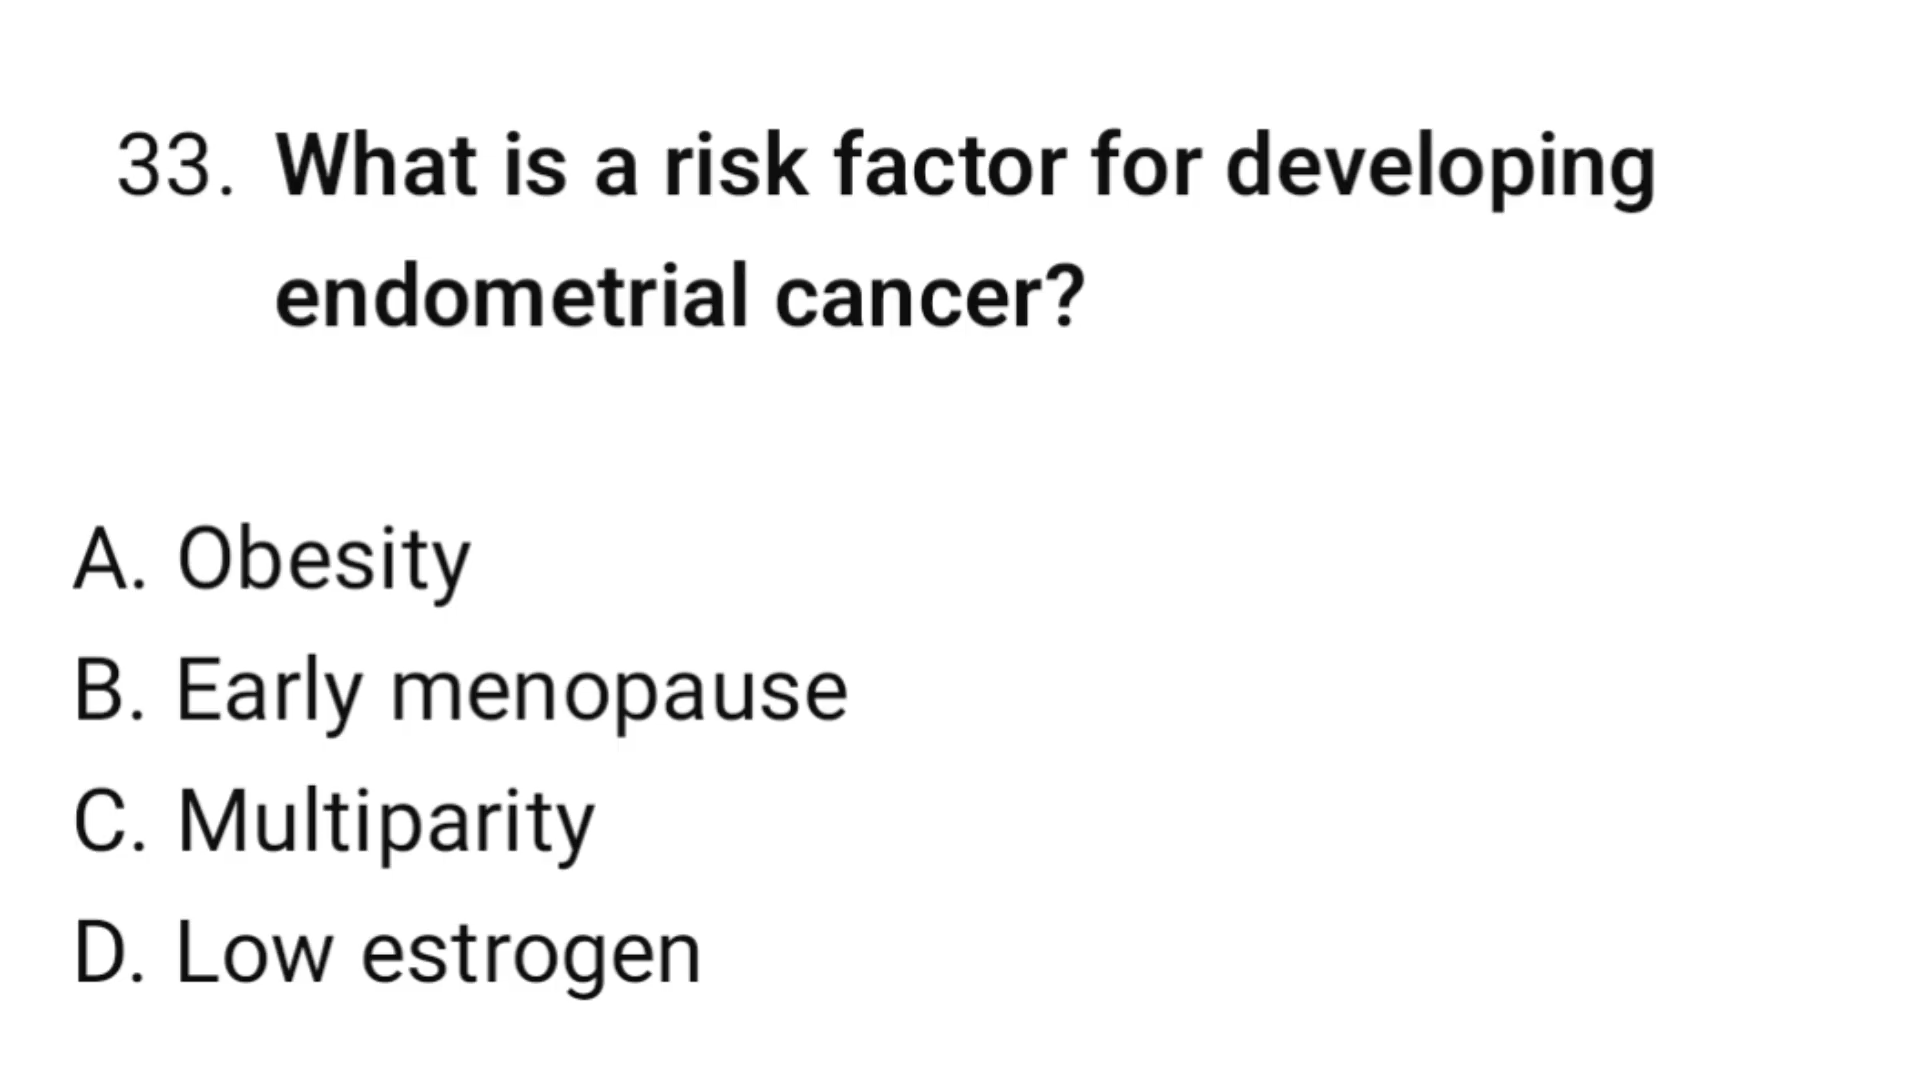 33. What is a risk factor for developing
endometrial cancer?
A. Obesity
B. Early menopause
C. Multiparity
D. Low estrogen